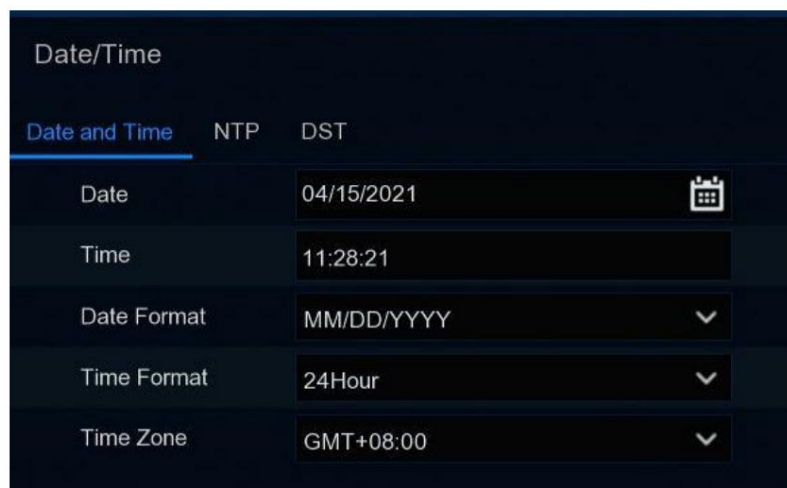 Date/Time
Date and Time NTP DST
Date 04/15/2021
Time 11:28:21
Date Format MM/DD/YYYY
Time Format 24Hour
Time Zone GMT+08:00